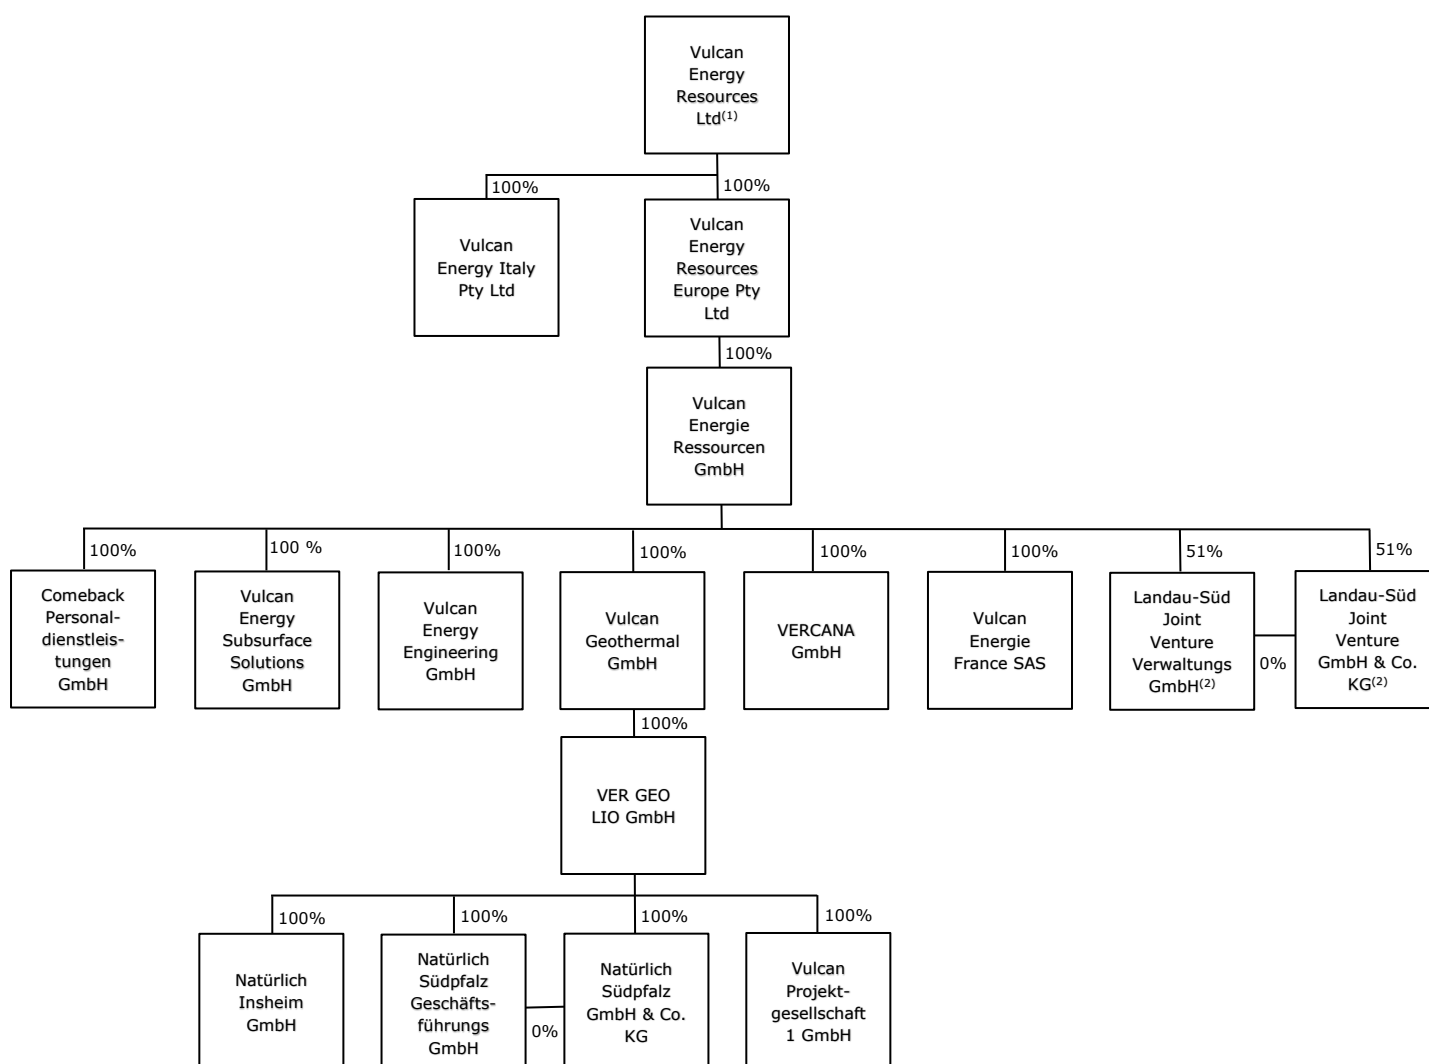 Vulcan
Energy
Resources
Ltd(1)
100%
100%
Vulcan
Energy Italy
Pty Ltd
Vulcan
Energy
Resources
Europe Pty
Ltd
100%
Vulcan
Energie
Ressourcen
GmbH
100%
100 %
100%
100%
100%
100%
51%
51%
Comeback
Personal-
dienstleis-
tungen
GmbH
Vulcan
Energy
Subsurface
Solutions
GmbH
Vulcan
Energy
Engineering
GmbH
Vulcan
Geothermal
GmbH
VERCANA
GmbH
Vulcan
Energie
France SAS
Landau-Süd
Joint
Venture
Verwaltungs
GmbH(2)
0%
Landau-Süd
Joint
Venture
GmbH & Co.
KG(2)
100%
VER GEO
LIO GmbH
100%
100%
100%
100%
Natürlich
Insheim
GmbH
Natürlich
Südpfalz
Geschäfts-
führungs
GmbH
0%
Natürlich
Südpfalz
GmbH & Co.
KG
Vulcan
Projekt-
gesellschaft
1 GmbH